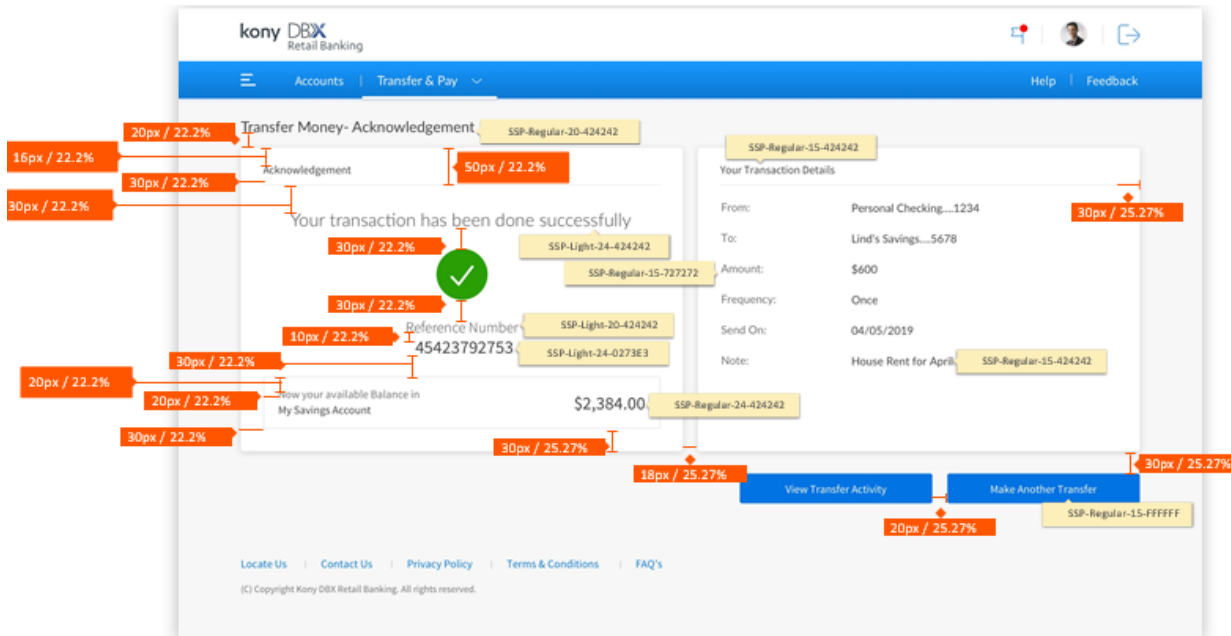 kony DBX
Retail Banking
Accounts | Transfer & Pay
Help | Feedback
Transfer Money- Acknowledgement
SSP-Regular-20-424242
20px / 22.2%
SSP-Regular-15-424242
16px / 22.2%
Acknowledgement
50px / 22.2%
Your Transaction Details
30px / 22.2%
30px / 22.2%
From:
Personal Checking....1234
30px / 25.27%
Your transaction has been done successfully
To:
Lind's Savings....5678
30px / 22.2%
SSP-Light-24-424242
SSP-Regular-15-727272
Amount:
$600
30px / 22.2%
Frequency:
Once
Reference Number
SSP-Light-20-424242
Send On:
04/05/2019
10px / 22.2%
45423792753
SSP-Light-24-0273E3
30px / 22.2%
Note:
House Rent for April
SSP-Regular-15-424242
20px / 22.2%
20px / 22.2%
Now your available Balance in
My Savings Account
$2,384.00
SSP-Regular-24-424242
30px / 22.2%
30px / 25.27%
18px / 25.27%
30px / 25.27%
View Transfer Activity
Make Another Transfer
SSP-Regular-15-FFFFFF
20px / 25.27%
Locate Us | Contact Us | Privacy Policy | Terms & Conditions | FAQ's
(C) Copyright Kony DBX Retail Banking. All rights reserved.